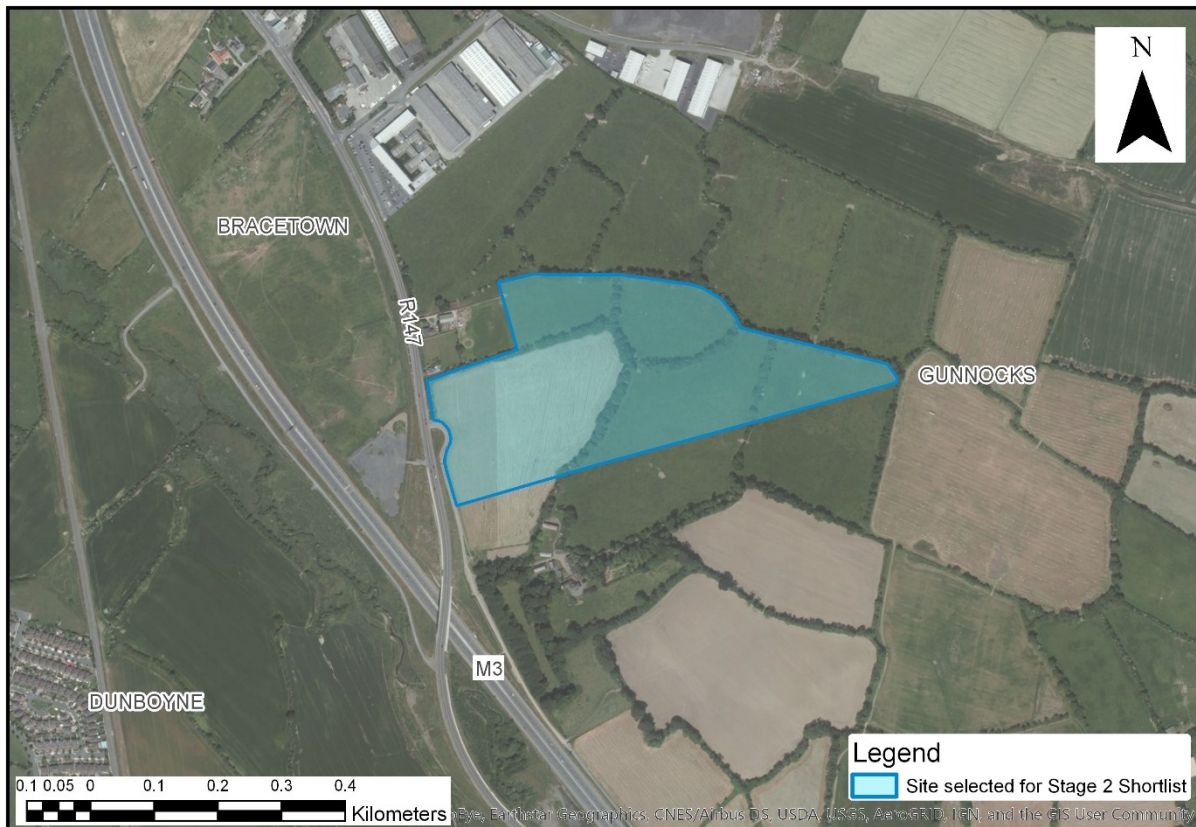 N
BRACETOWN
R147
GUNNOCKS
M3
DUNBOYNE
Legend
Site selected for Stage 2 Shortlist
0.1 0.05 0 0.1 0.2 0.3 0.4
Kilometers
Eye, Earthstar Geographics, CNES/Airbus DS, USDA, USGS, AeroGRID, IGN, and the GIS User Community